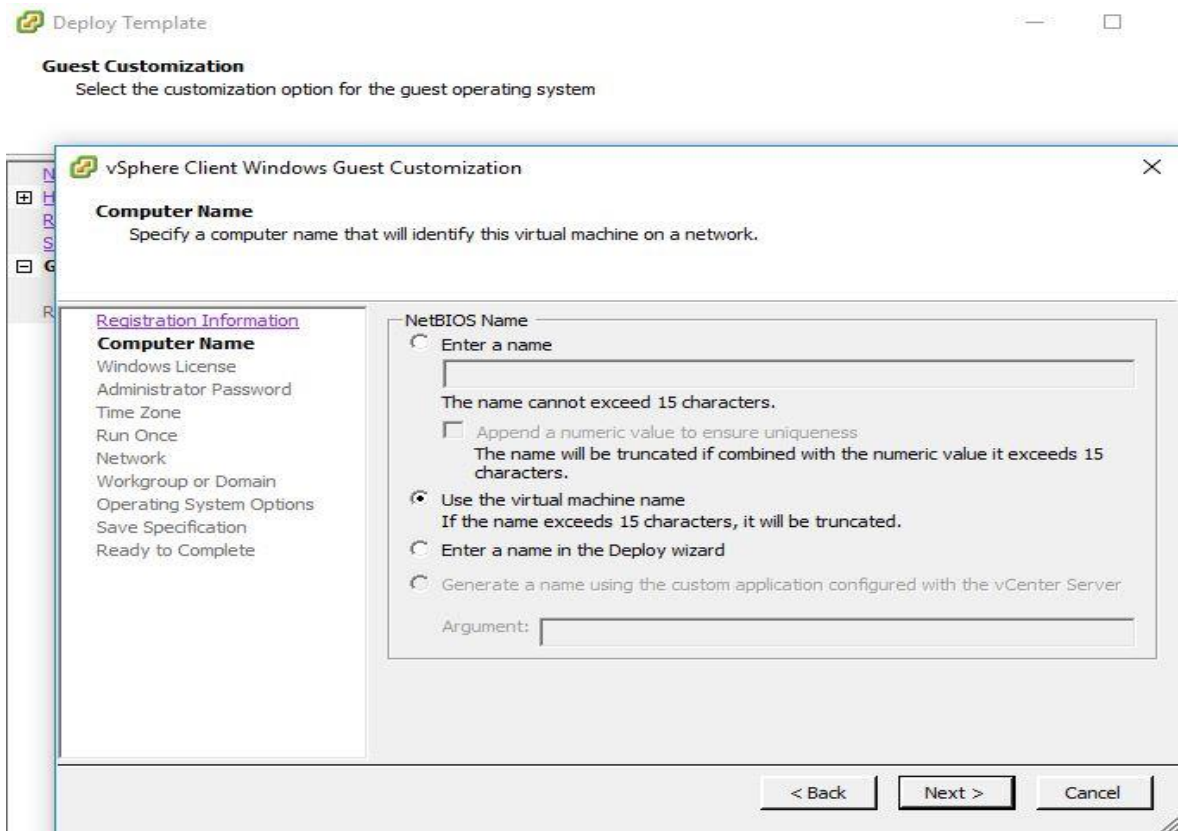 Deploy Template
Guest Customization
Select the customization option for the guest operating system
vSphere Client Windows Guest Customization
Computer Name
Specify a computer name that will identify this virtual machine on a network.
N
H
R
S
G
R
Registration Information
Computer Name
Windows License
Administrator Password
Time Zone
Run Once
Network
Workgroup or Domain
Operating System Options
Save Specification
Ready to Complete
NetBIOS Name
Enter a name
The name cannot exceed 15 characters.
Append a numeric value to ensure uniqueness
The name will be truncated if combined with the numeric value it exceeds 15
characters.
Use the virtual machine name
If the name exceeds 15 characters, it will be truncated.
Enter a name in the Deploy wizard
Generate a name using the custom application configured with the vCenter Server
Argument:
< Back
Next >
Cancel